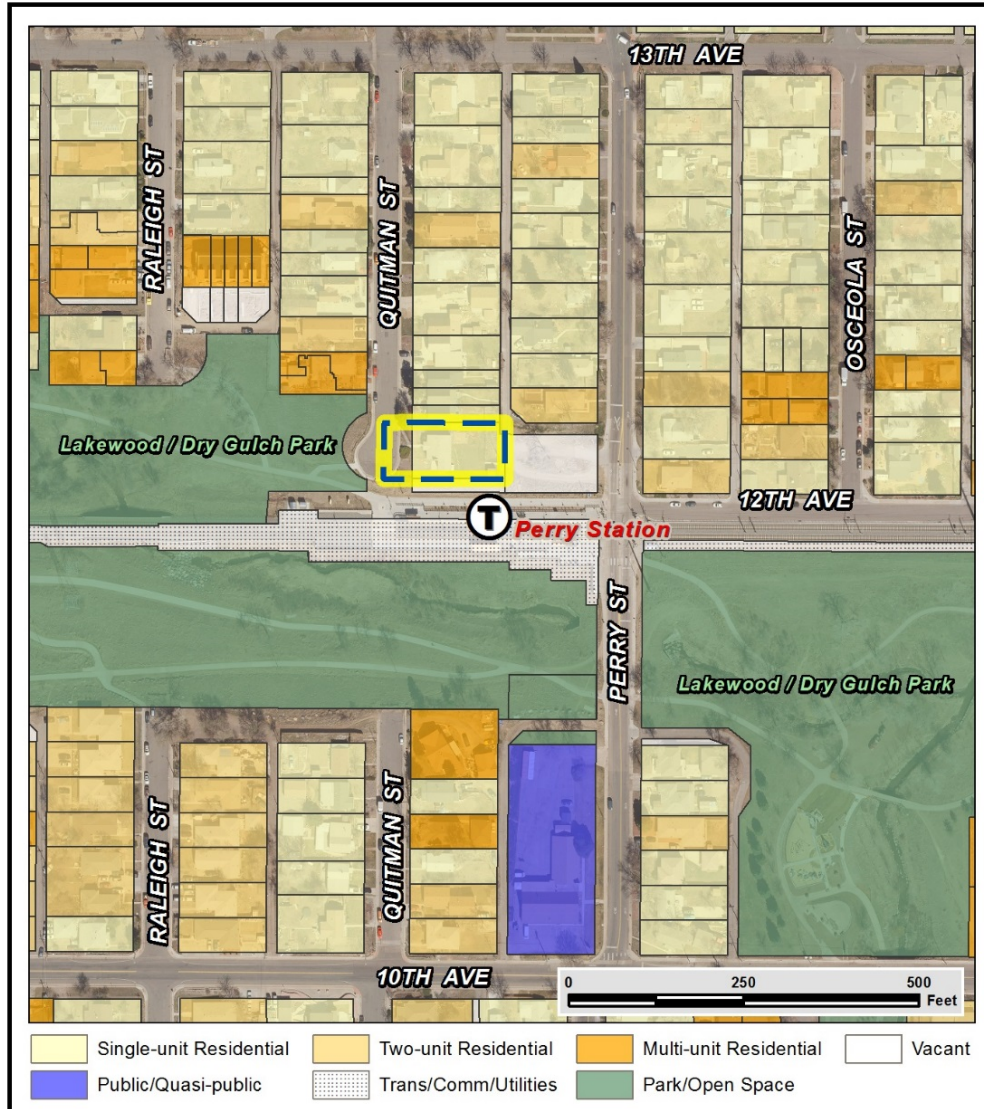 13TH AVE
RALEIGH ST
QUITMAN ST
OSCEOLA ST
Lakewood / Dry Gulch Park
12TH AVE
T
Perry Station
PERRY ST
Lakewood / Dry Gulch Park
RALEIGH ST
QUITMAN ST
10TH AVE
0 250 500
Feet
Single-unit Residential Two-unit Residential Multi-unit Residential Vacant
Public/Quasi-public Trans/Comm/Utilities Park/Open Space